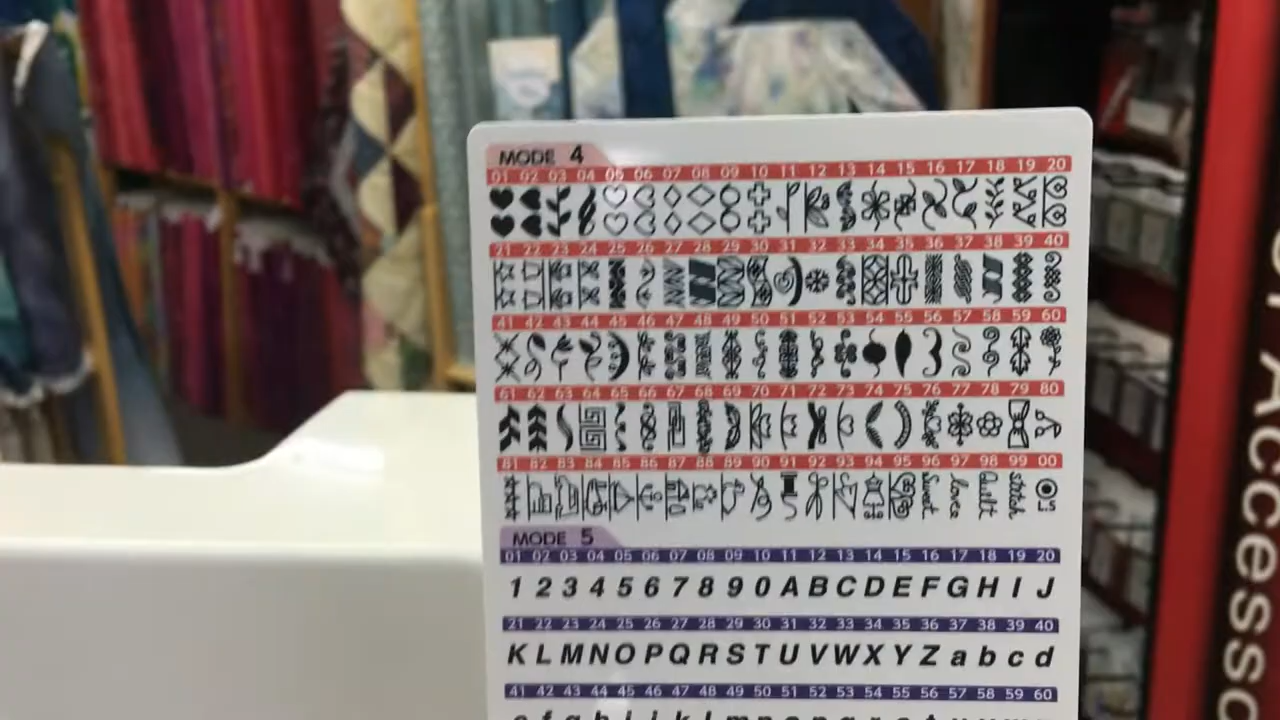 MODE 4
01 02 03 04 05 06 07 08 09 10 11 12 13 14 15 16 17 18 19 20
21 22 23 24 25 26 27 28 29 30 31 32 33 34 35 36 37 38 39 40
41 42 43 44 45 46 47 48 49 50 51 52 53 54 55 56 57 58 59 60
61 62 63 64 65 66 67 68 69 70 71 72 73 74 75 76 77 78 79 80
81 82 83 84 85 86 87 88 89 90 91 92 93 94 95 96 97 98 99 00
Sweet love Quilt stitch
MODE 5
01 02 03 04 05 06 07 08 09 10 11 12 13 14 15 16 17 18 19 20
1 2 3 4 5 6 7 8 9 0 A B C D E F G H I J
21 22 23 24 25 26 27 28 29 30 31 32 33 34 35 36 37 38 39 40
K L M N O P Q R S T U V W X Y Z a b c d
41 42 43 44 45 46 47 48 49 50 51 52 53 54 55 56 57 58 59 60